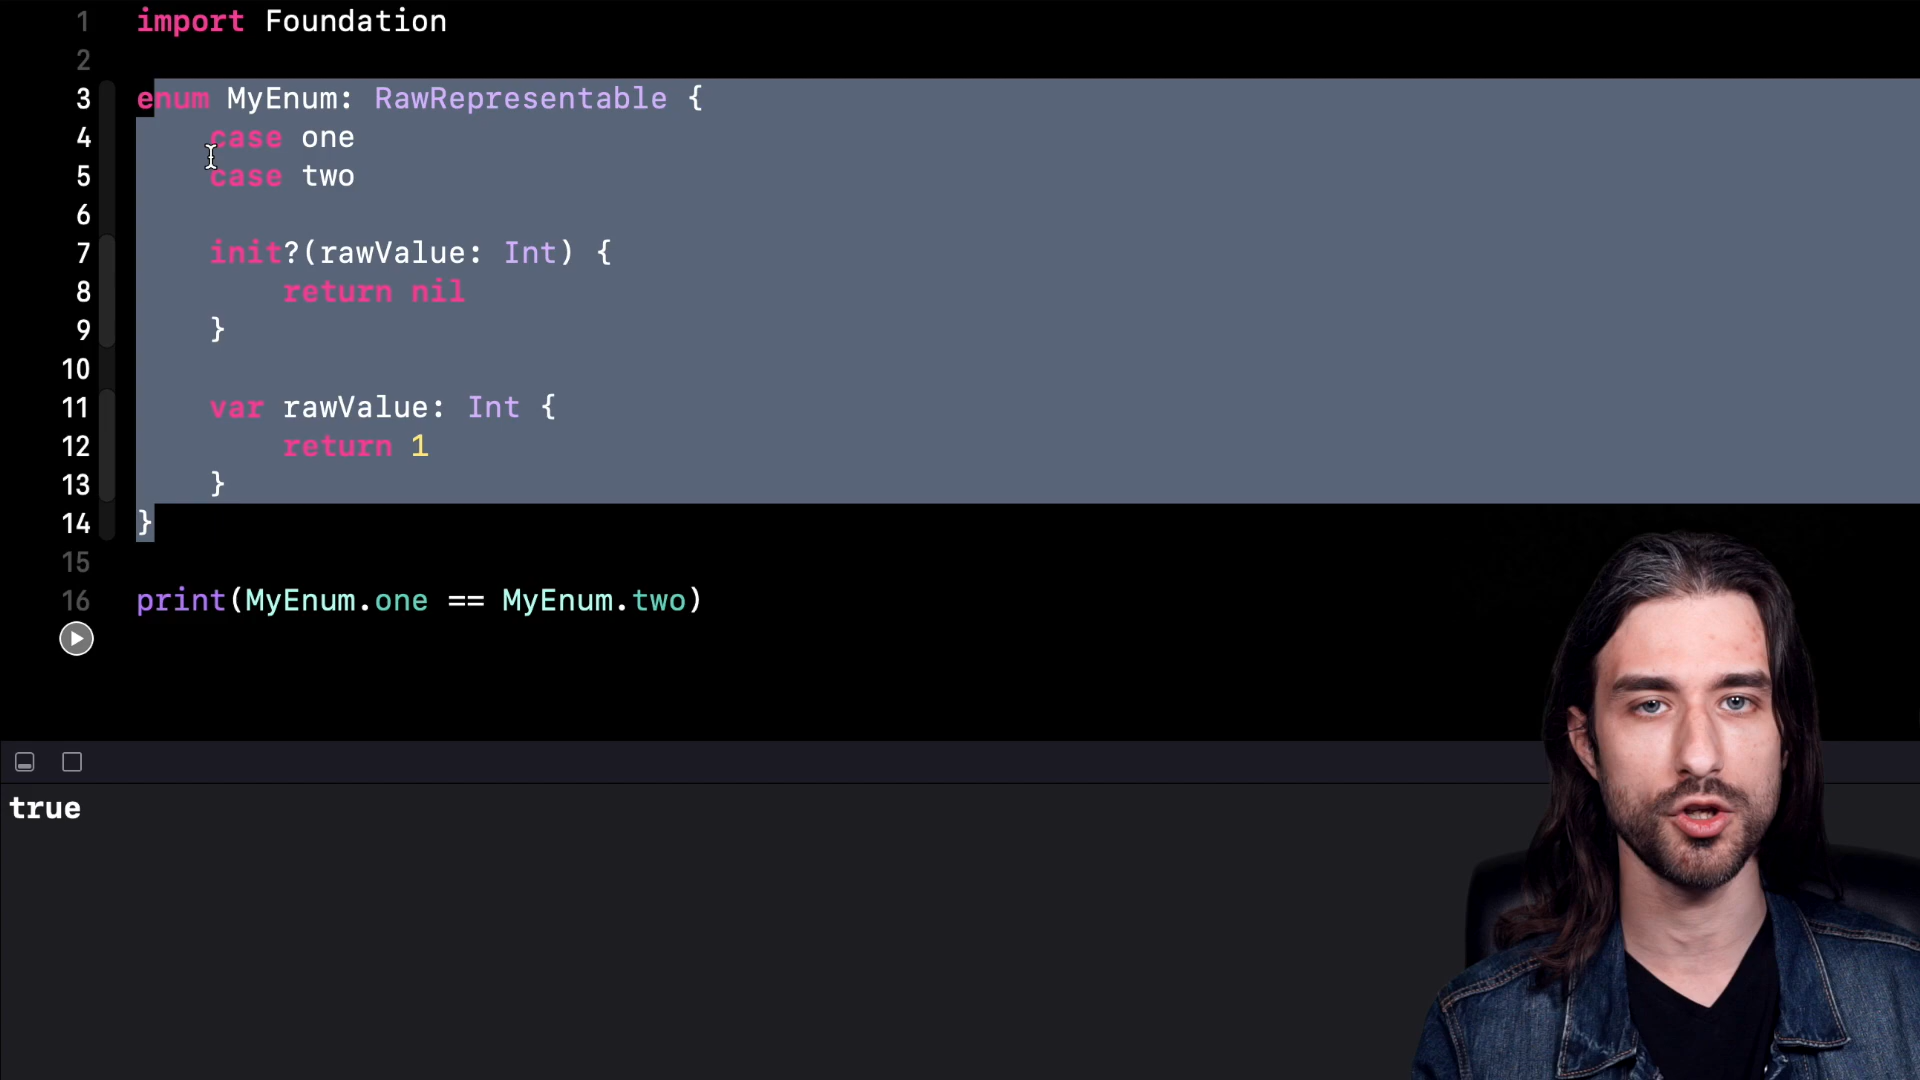 1 import Foundation
2
3 enum MyEnum: RawRepresentable {
4 case one
5 case two
6
7 init?(rawValue: Int) {
8 return nil
9 }
10
11 var rawValue: Int {
12 return 1
13 }
14 }
15
16 print(MyEnum.one == MyEnum.two)
true